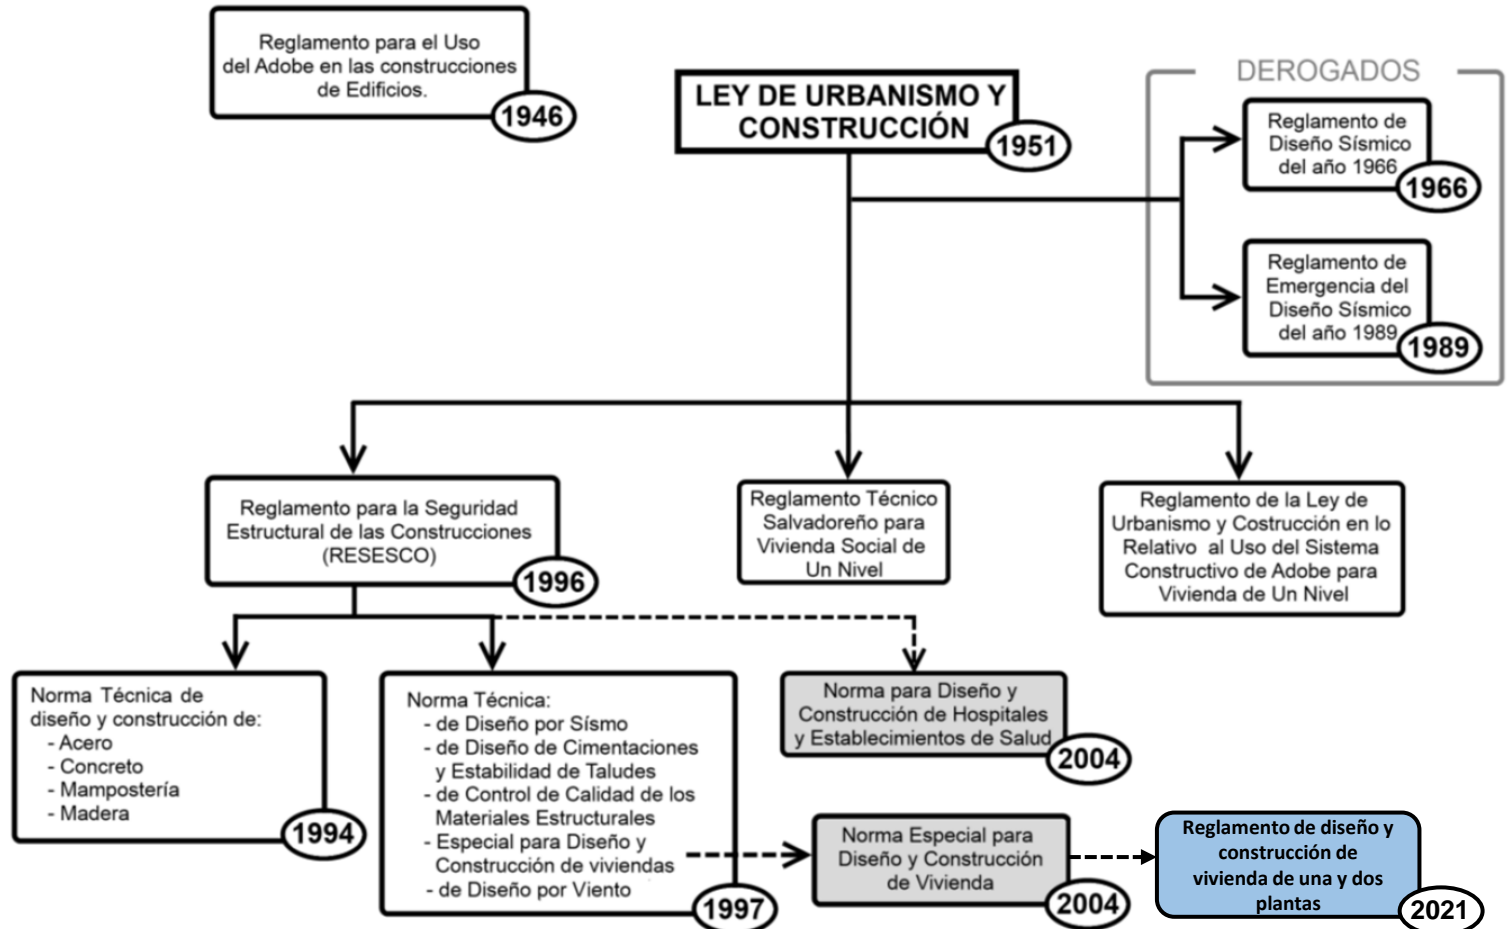 Reglamento para el Uso
del Adobe en las construcciones
de Edificios.
1946
LEY DE URBANISMO Y
CONSTRUCCIÓN
1951
DEROGADOS
Reglamento de
Diseño Sísmico
del año 1966
1966
Reglamento de
Emergencia del
Diseño Sísmico
del año 1989
1989
Reglamento para la Seguridad
Estructural de las Construcciones
(RESESCO)
1996
Reglamento Técnico
Salvadoreño para
Vivienda Social de
Un Nivel
Reglamento de la Ley de
Urbanismo y Costrucción en lo
Relativo al Uso del Sistema
Constructivo de Adobe para
Vivienda de Un Nivel
Norma Técnica de
diseño y construcción de:
- Acero
- Concreto
- Mampostería
- Madera
1994
Norma Técnica:
- de Diseño por Sísmo
- de Diseño de Cimentaciones
y Estabilidad de Taludes
- de Control de Calidad de los
Materiales Estructurales
- Especial para Diseño y
Construcción de viviendas
- de Diseño por Viento
1997
Norma para Diseño y
Construcción de Hospitales
y Establecimientos de Salud
2004
Norma Especial para
Diseño y Construcción
de Vivienda
2004
Reglamento de diseño y
construcción de
vivienda de una y dos
plantas
2021